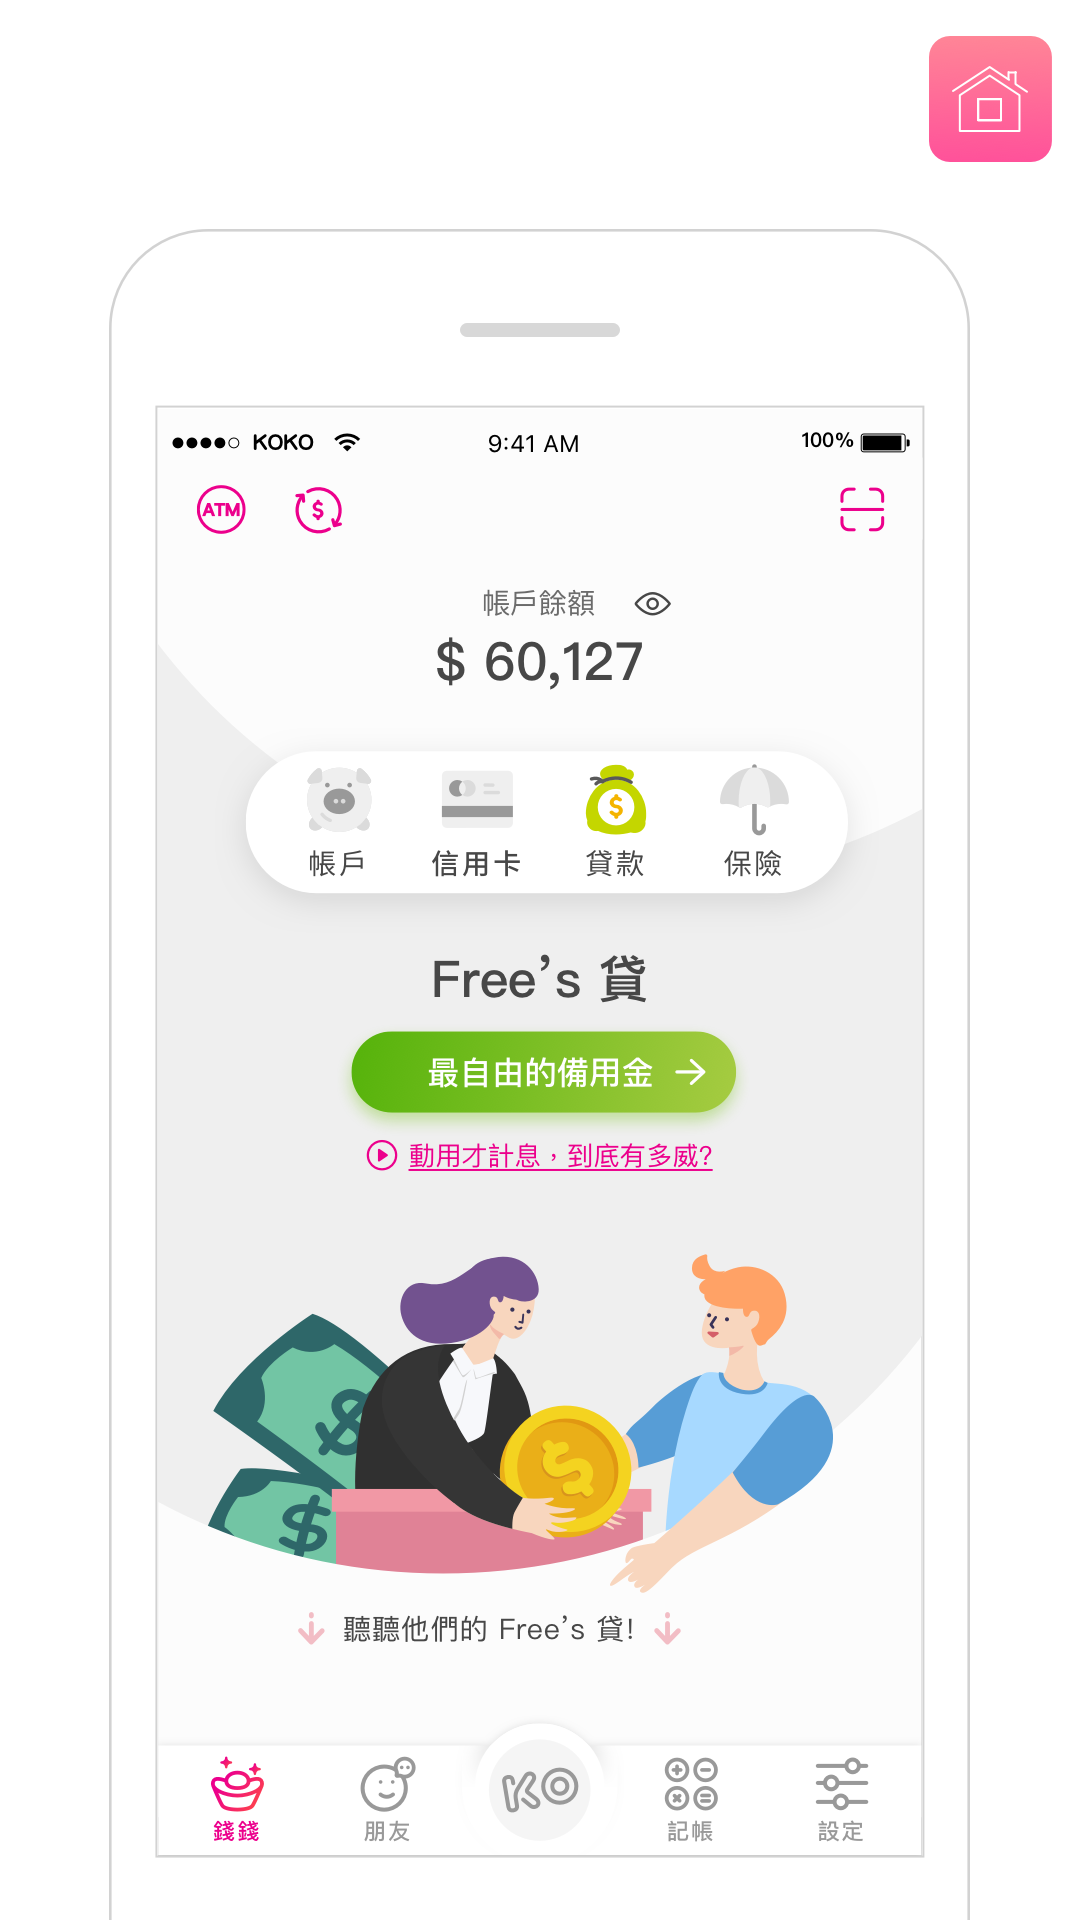 KOKO
9:41 AM
100%
ATM
帳戶餘額
$ 60,127
帳戶
信用卡
貸款
保險
Free’s 貸
最自由的備用金
動用才計息，到底有多威?
聽聽他們的 Free’s 貸!
錢錢
朋友
KO
記帳
設定